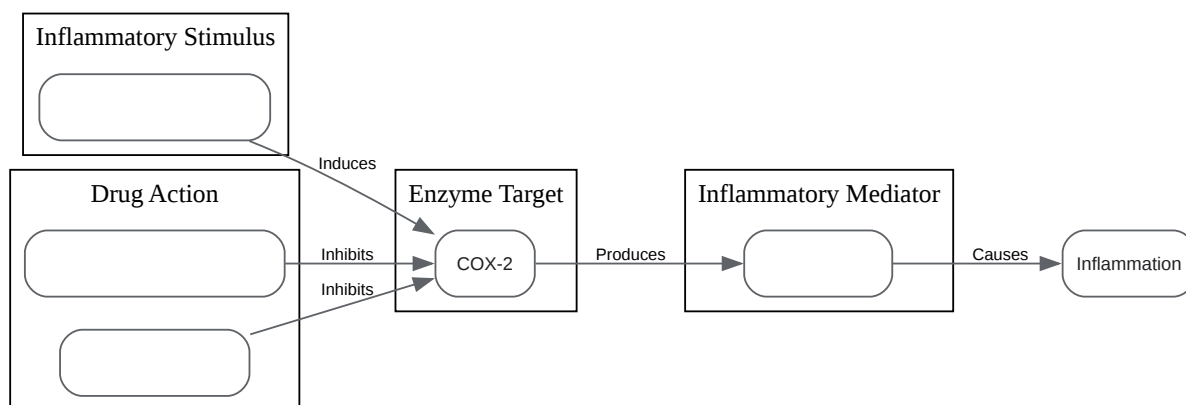 Inflammatory Stimulus
Induces
Drug Action
Inhibits
Inhibits
Enzyme Target
COX-2
Produces
Inflammatory Mediator
Causes
Inflammation